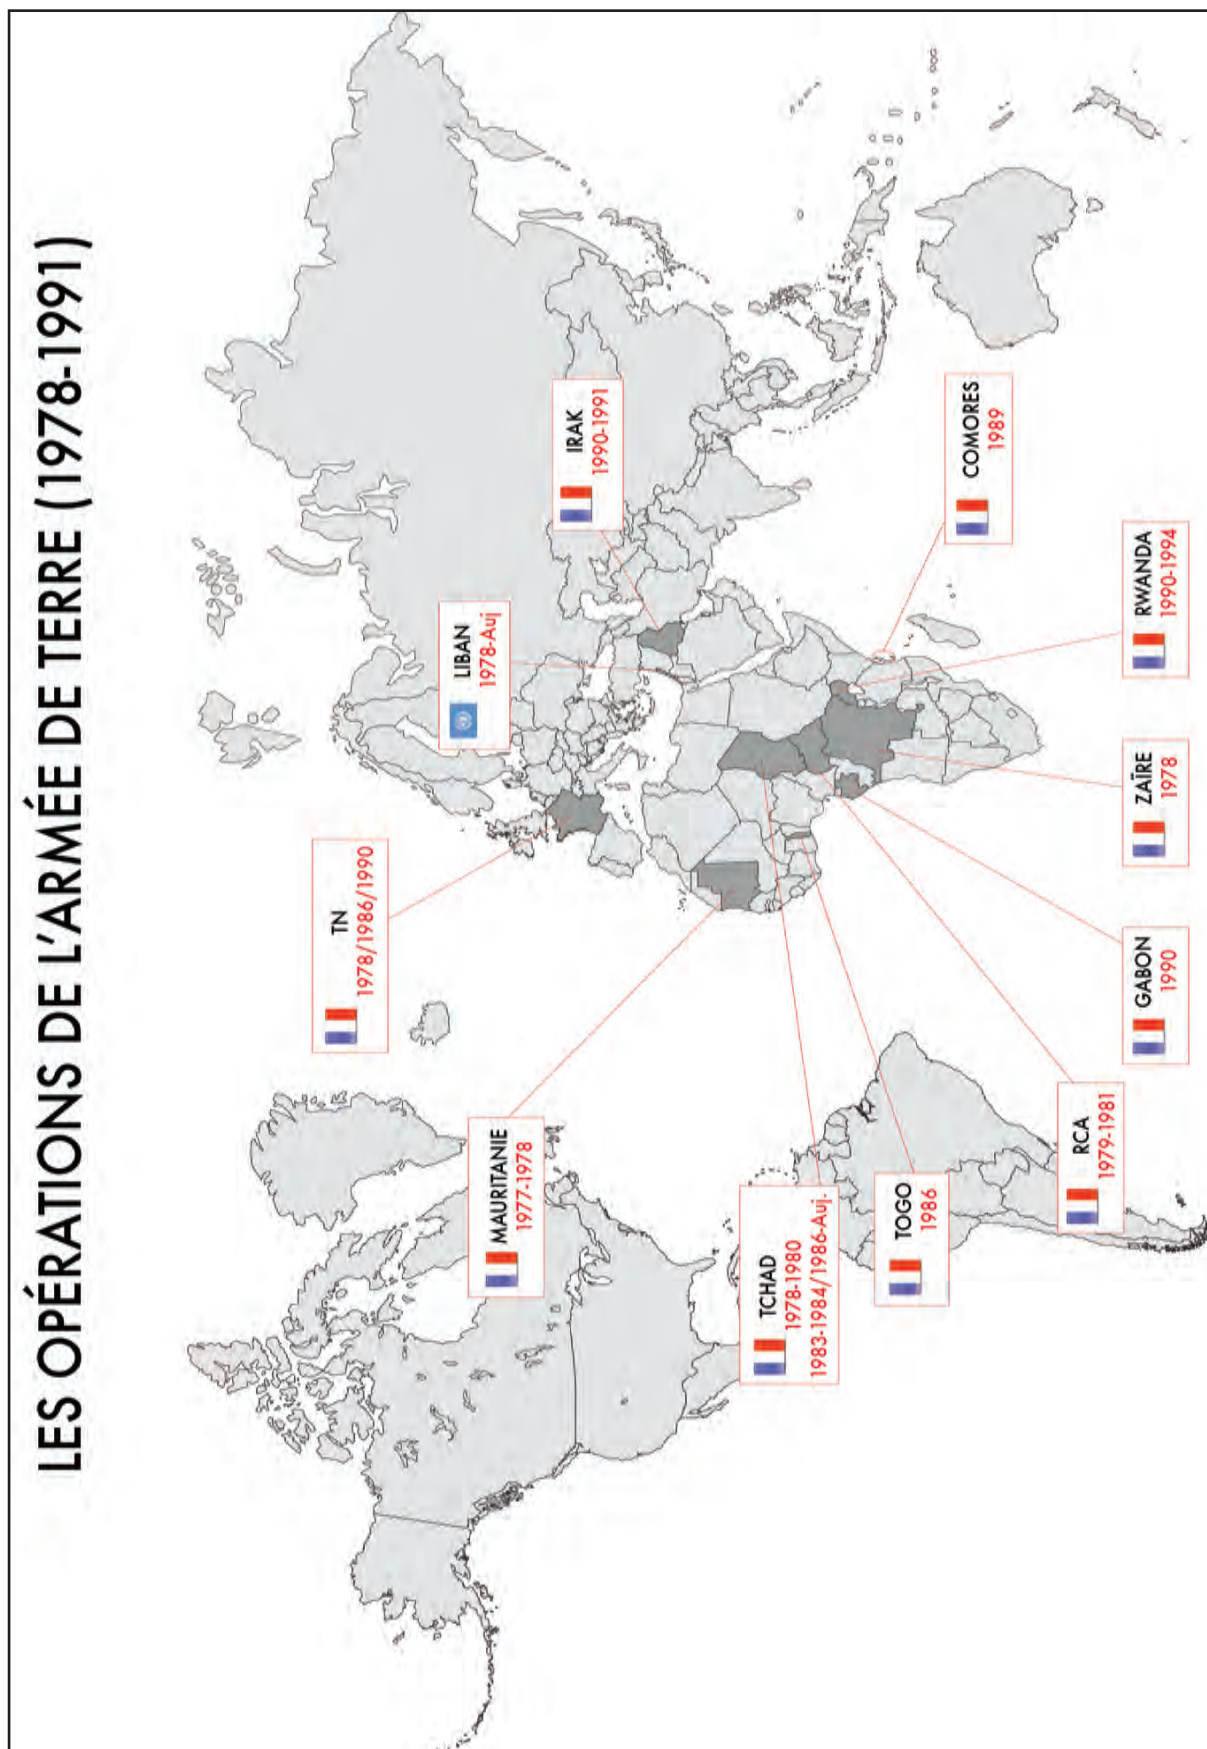 LES OPÉRATIONS DE L'ARMÉE DE TERRE (1978-1991)
TN
1978/1986/1990
LIBAN
1978-Auj
IRAK
1990-1991
MAURITANIE
1977-1978
TCHAD
1978-1980
1983-1984/1986-Auj.
TOGO
1986
RCA
1979-1981
GABON
1990
ZAÏRE
1978
RWANDA
1990-1994
COMORES
1989